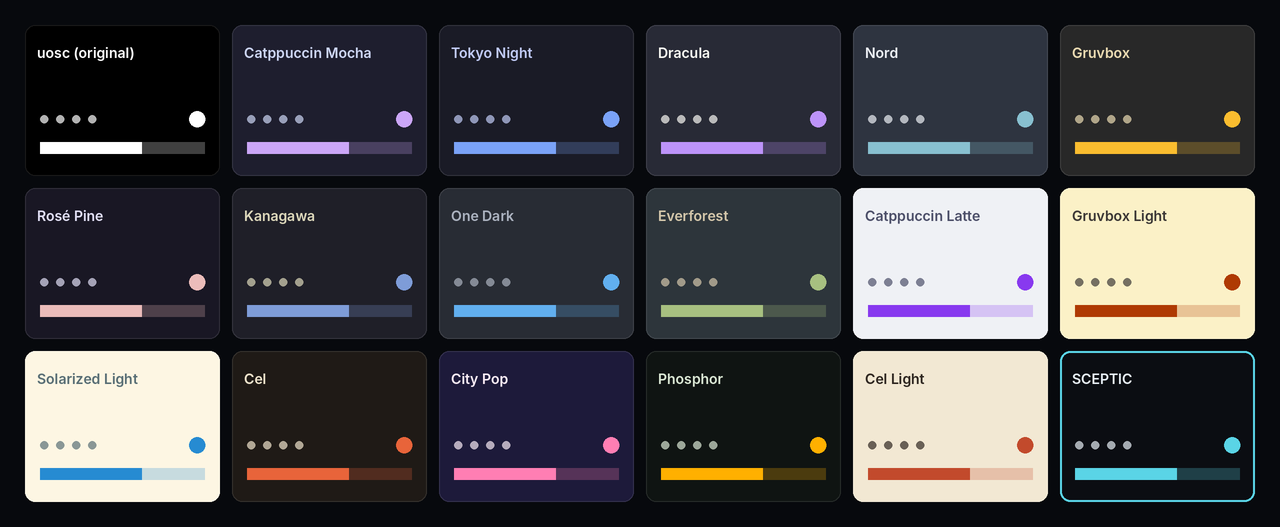 uosc (original)
Catppuccin Mocha
Tokyo Night
Dracula
Nord
Gruvbox
Rosé Pine
Kanagawa
One Dark
Everforest
Catppuccin Latte
Gruvbox Light
Solarized Light
Cel
City Pop
Phosphor
Cel Light
SCEPTIC